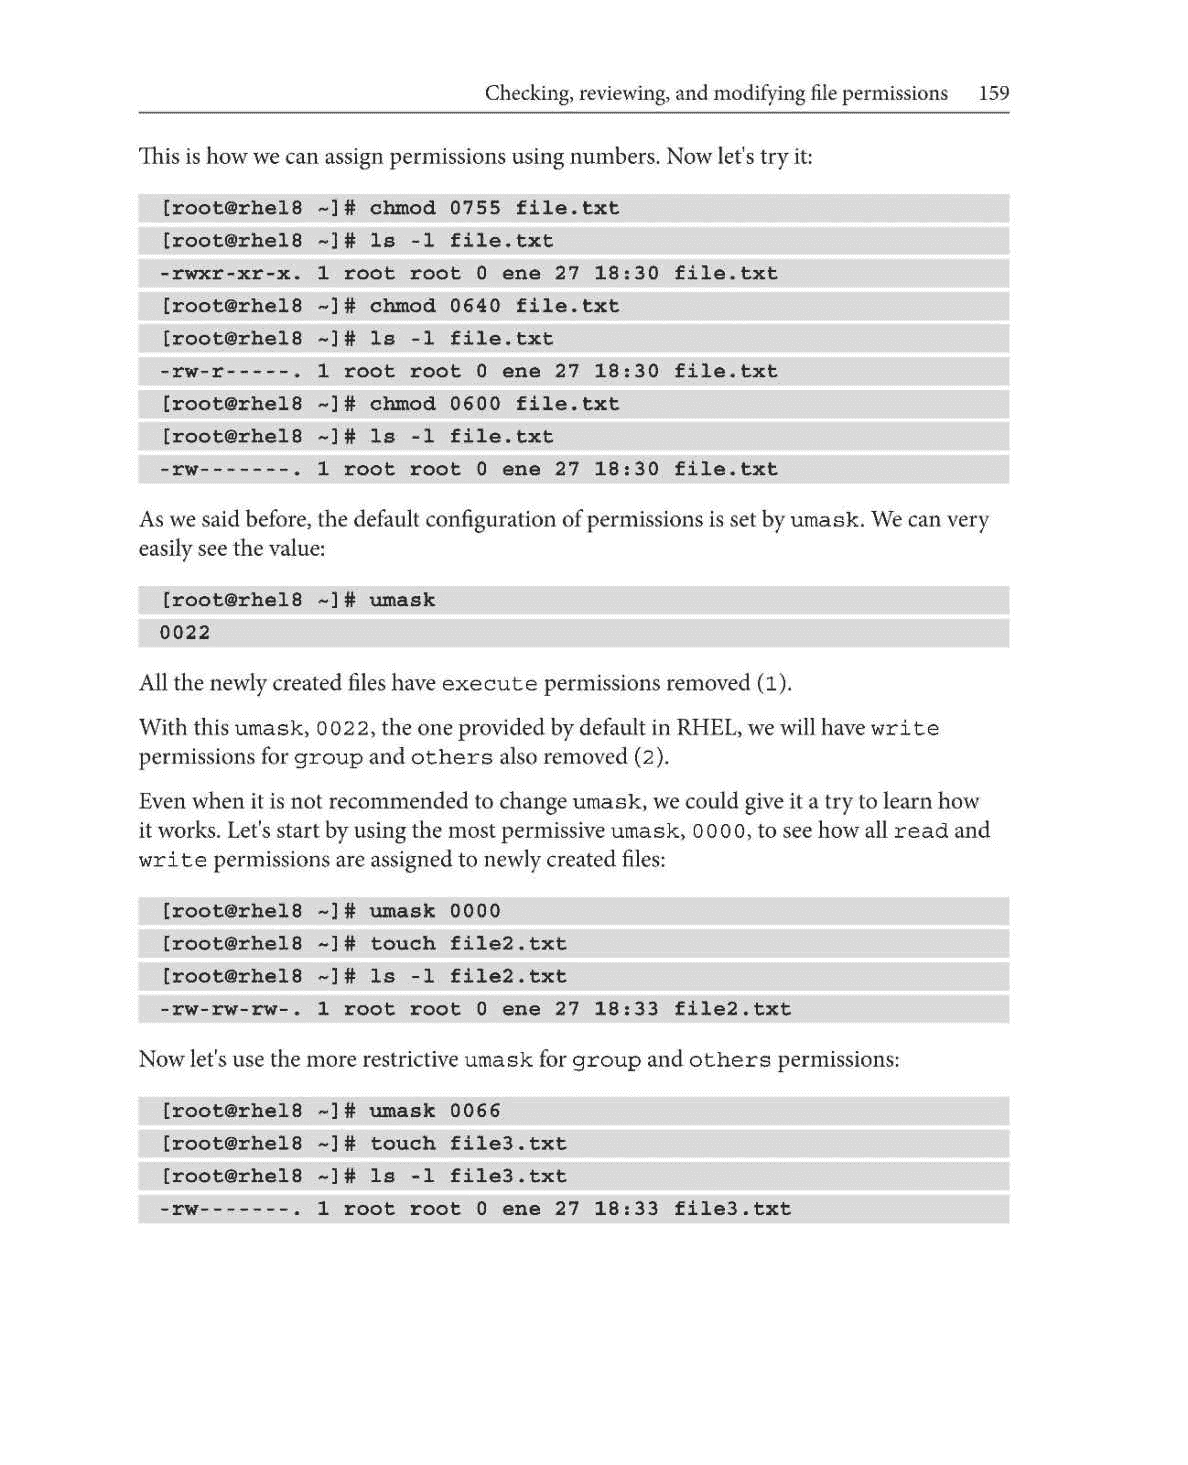 Checking, reviewing, and modifying file permissions 159
This is how we can assign permissions using numbers. Now let's try it:
[root@rhel8 ~]# chmod 0755 file.txt
[root@rhel8 ~]# ls -l file.txt
-rwxr-xr-x. 1 root root 0 ene 27 18:30 file.txt
[root@rhel8 ~]# chmod 0640 file.txt
[root@rhel8 ~]# ls -l file.txt
-rw-r-----. 1 root root 0 ene 27 18:30 file.txt
[root@rhel8 ~]# chmod 0600 file.txt
[root@rhel8 ~]# ls -l file.txt
-rw-------. 1 root root 0 ene 27 18:30 file.txt
As we said before, the default configuration of permissions is set by umask. We can very
easily see the value:
[root@rhel8 ~]# umask
0022
All the newly created files have execute permissions removed (1).
With this umask, 0022, the one provided by default in RHEL, we will have write
permissions for group and others also removed (2).
Even when it is not recommended to change umask, we could give it a try to learn how
it works. Let's start by using the most permissive umask, 0000, to see how all read and
write permissions are assigned to newly created files:
[root@rhel8 ~]# umask 0000
[root@rhel8 ~]# touch file2.txt
[root@rhel8 ~]# ls -l file2.txt
-rw-rw-rw-. 1 root root 0 ene 27 18:33 file2.txt
Now let's use the more restrictive umask for group and others permissions:
[root@rhel8 ~]# umask 0066
[root@rhel8 ~]# touch file3.txt
[root@rhel8 ~]# ls -l file3.txt
-rw-------. 1 root root 0 ene 27 18:33 file3.txt